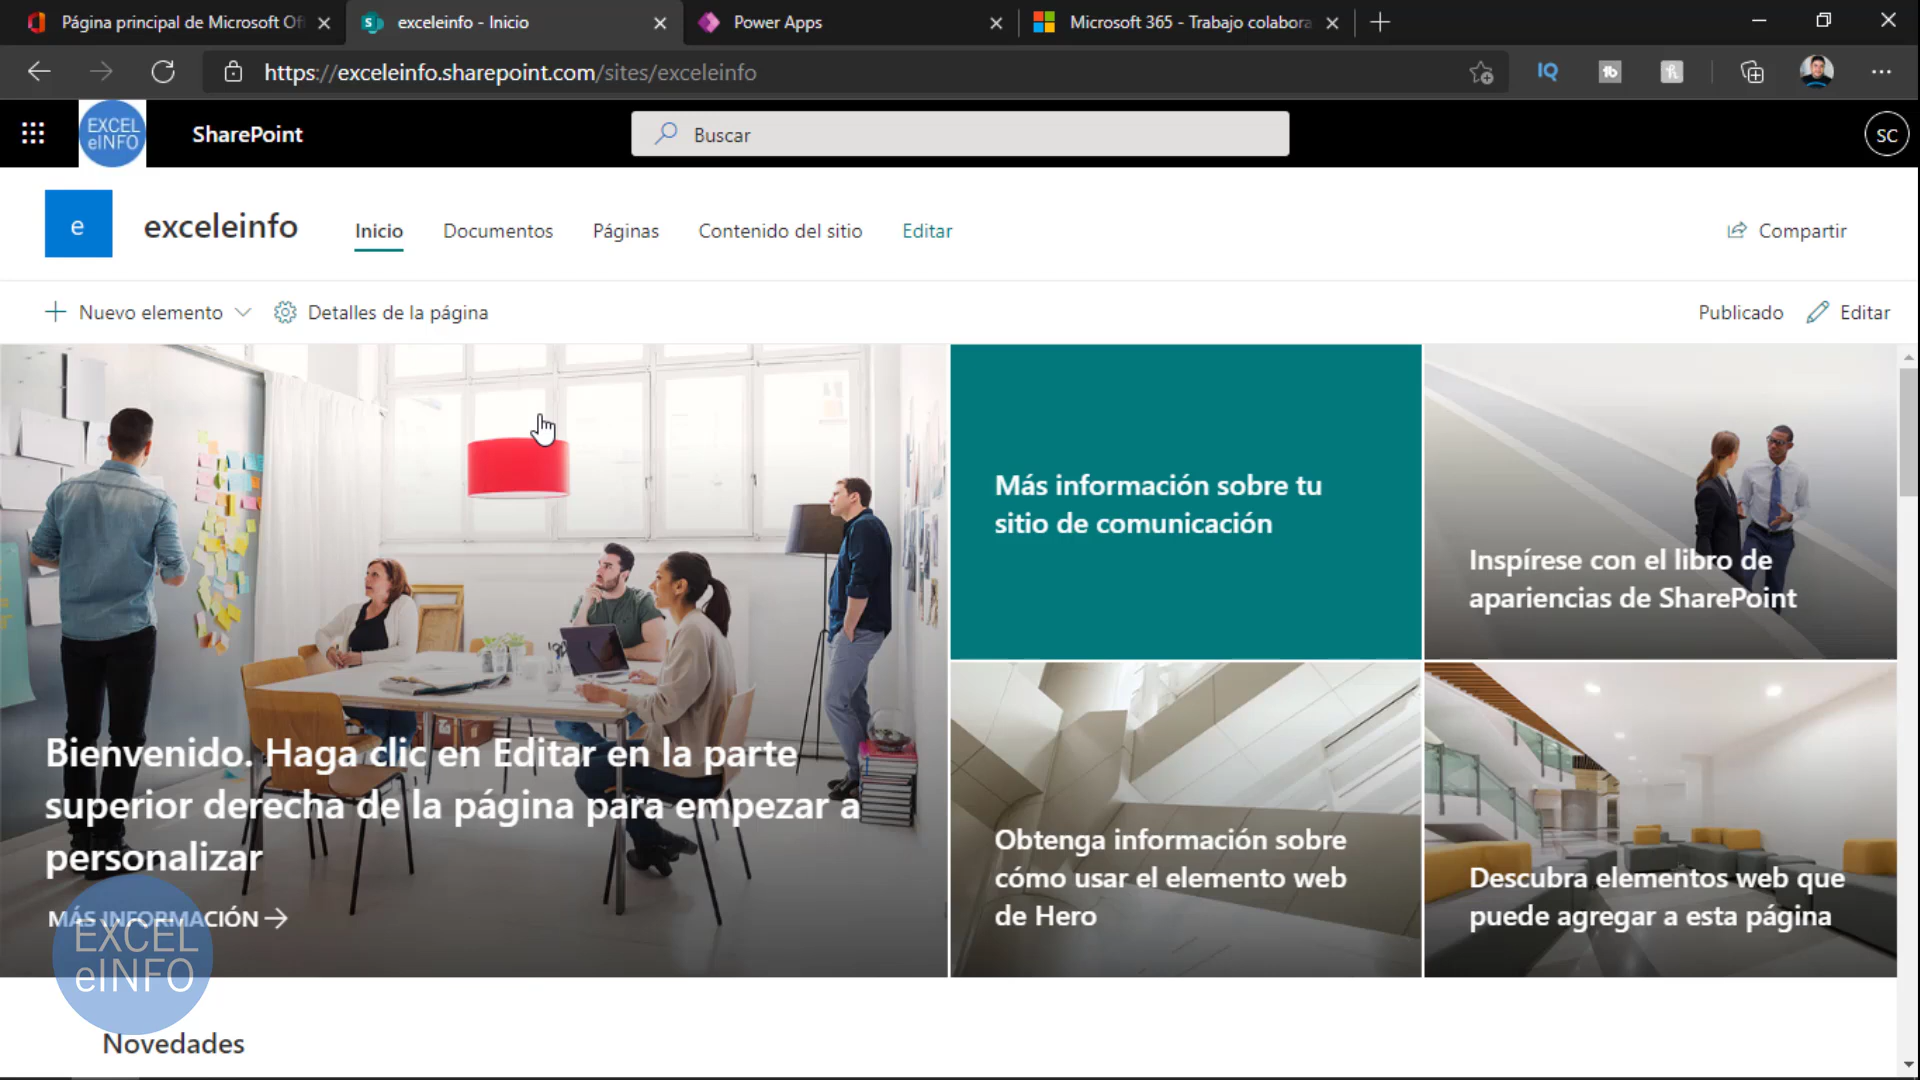 Página principal de Microsoft Of
exceleinfo - Inicio
Power Apps
Microsoft 365 - Trabajo colabora
https://exceleinfo.sharepoint.com/sites/exceleinfo
IQ
EXCEL
eINFO
SharePoint
Buscar
SC
e
exceleinfo
Inicio
Documentos
Páginas
Contenido del sitio
Editar
Compartir
Nuevo elemento
Detalles de la página
Publicado
Editar
Bienvenido. Haga clic en Editar en la parte
superior derecha de la página para empezar a
personalizar
MÁS INFORMACIÓN
Más información sobre tu
sitio de comunicación
Inspírese con el libro de
apariencias de SharePoint
Obtenga información sobre
cómo usar el elemento web
de Hero
Descubra elementos web que
puede agregar a esta página
EXCEL
eINFO
Novedades